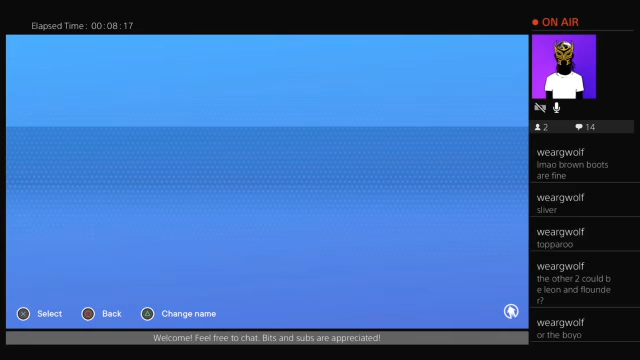 Elapsed Time : 00:08:17
ON AIR
2 14
weargwolf
lmao brown boots
are fine
weargwolf
sliver
weargwolf
topparoo
weargwolf
the other 2 could b
e leon and flounde
r?
weargwolf
or the boyo
Select Back Change name
Welcome! Feel free to chat. Bits and subs are appreciated!